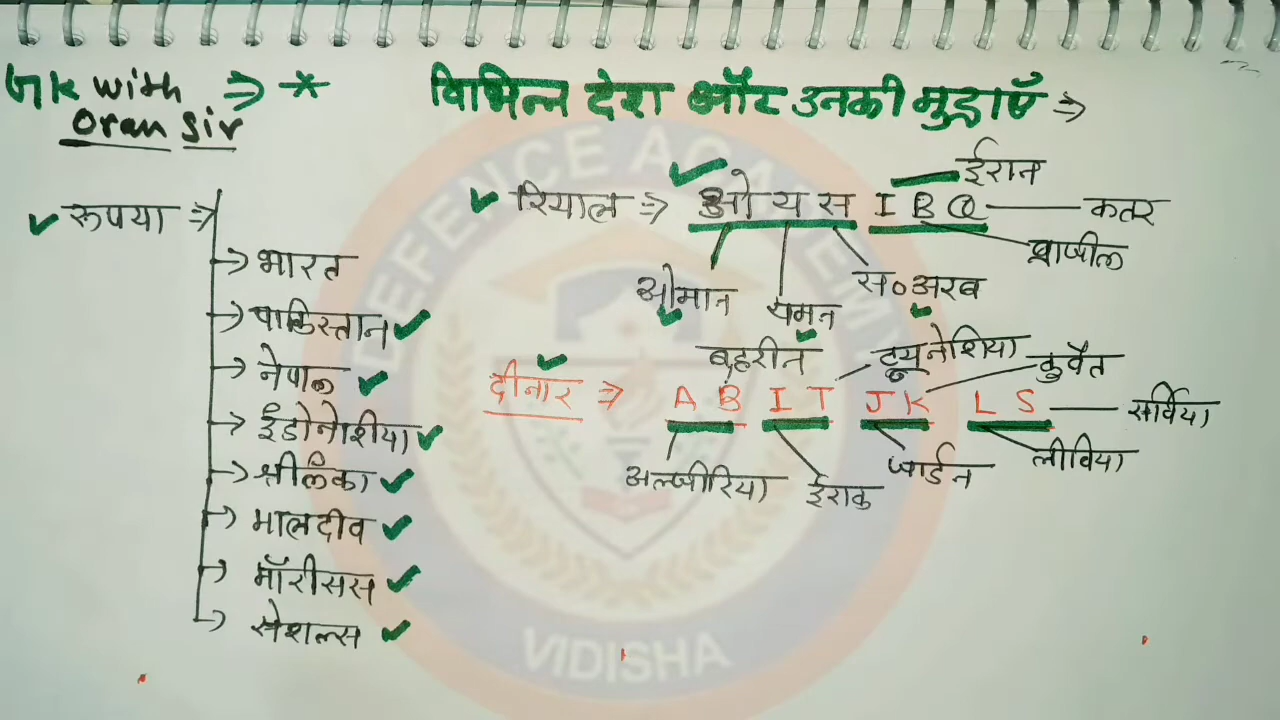 GK with ⇒ * विभिन्न देश और उनकी मुद्राएँ ⇒
Oran Sir
रूपया ⇒
→ भारत
→ पाकिस्तान
→ नेपाल
→ ईंडोनेशिया
→ श्रीलंका
→ मालदीव
→ मॉरीसस
→ सेशल्स
रियाल ⇒ ओ य स I B Q
ईरान
कतर
ब्राजील
ओमान
यमन
स० अरब
दीनार ⇒ A B I T J K L S
बहरीन
ट्यूनेशिया
कुवैत
सर्विया
अल्जीरिया
ईराक
जार्डन
लीविया
DEFENCE ACADEMY
VIDISHA